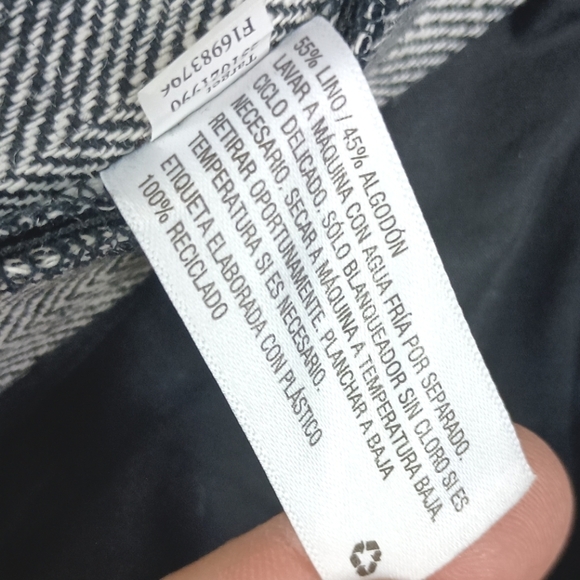 55% LINO / 45% ALGODÓN
LAVAR A MÁQUINA CON AGUA FRÍA POR SEPARADO.
CICLO DELICADO. SÓLO BLANQUEADOR SIN CLORO SI ES
NECESARIO. SECAR A MÁQUINA A TEMPERATURA BAJA.
RETIRAR OPORTUNAMENTE. PLANCHAR A BAJA
TEMPERATURA SI ES NECESARIO.
ETIQUETA ELABORADA CON PLÁSTICO
100% RECICLADO
Target
F16983706